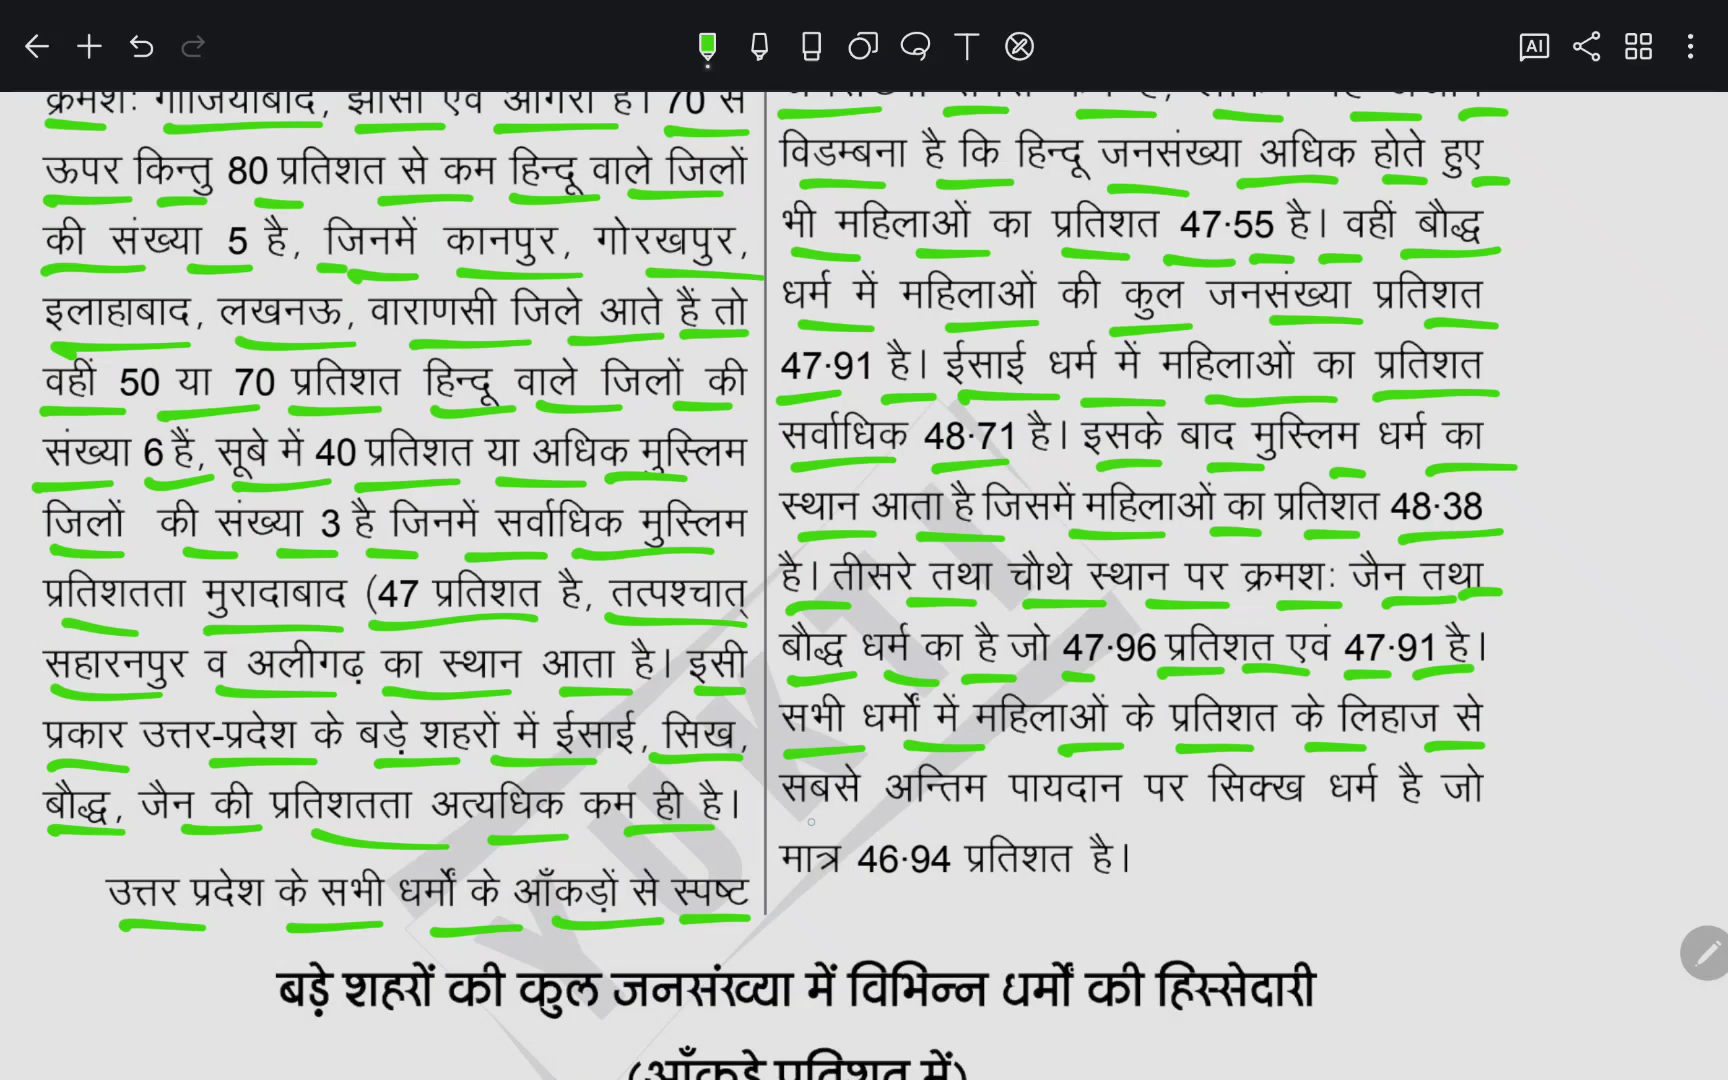 क्रमशः गाजियाबाद, झाँसी एवं आगरा हैं। 70 से
ऊपर किन्तु 80 प्रतिशत से कम हिन्दू वाले जिलों
की संख्या 5 है, जिनमें कानपुर, गोरखपुर,
इलाहाबाद, लखनऊ, वाराणसी जिले आते हैं तो
वहीं 50 या 70 प्रतिशत हिन्दू वाले जिलों की
संख्या 6 हैं, सूबे में 40 प्रतिशत या अधिक मुस्लिम
जिलों की संख्या 3 है जिनमें सर्वाधिक मुस्लिम
प्रतिशतता मुरादाबाद (47 प्रतिशत है, तत्पश्चात्
सहारनपुर व अलीगढ़ का स्थान आता है। इसी
प्रकार उत्तर-प्रदेश के बड़े शहरों में ईसाई, सिख,
बौद्ध, जैन की प्रतिशतता अत्यधिक कम ही है।
उत्तर प्रदेश के सभी धर्मों के आँकड़ों से स्पष्ट
विडम्बना है कि हिन्दू जनसंख्या अधिक होते हुए
भी महिलाओं का प्रतिशत 47·55 है। वहीं बौद्ध
धर्म में महिलाओं की कुल जनसंख्या प्रतिशत
47·91 है। ईसाई धर्म में महिलाओं का प्रतिशत
सर्वाधिक 48·71 है। इसके बाद मुस्लिम धर्म का
स्थान आता है जिसमें महिलाओं का प्रतिशत 48·38
है। तीसरे तथा चौथे स्थान पर क्रमशः जैन तथा
बौद्ध धर्म का है जो 47·96 प्रतिशत एवं 47·91 है।
सभी धर्मों में महिलाओं के प्रतिशत के लिहाज से
सबसे अन्तिम पायदान पर सिक्ख धर्म है जो
मात्र 46·94 प्रतिशत है।
बड़े शहरों की कुल जनसंख्या में विभिन्न धर्मों की हिस्सेदारी
(आँकड़े प्रतिशत में)
YUKTI